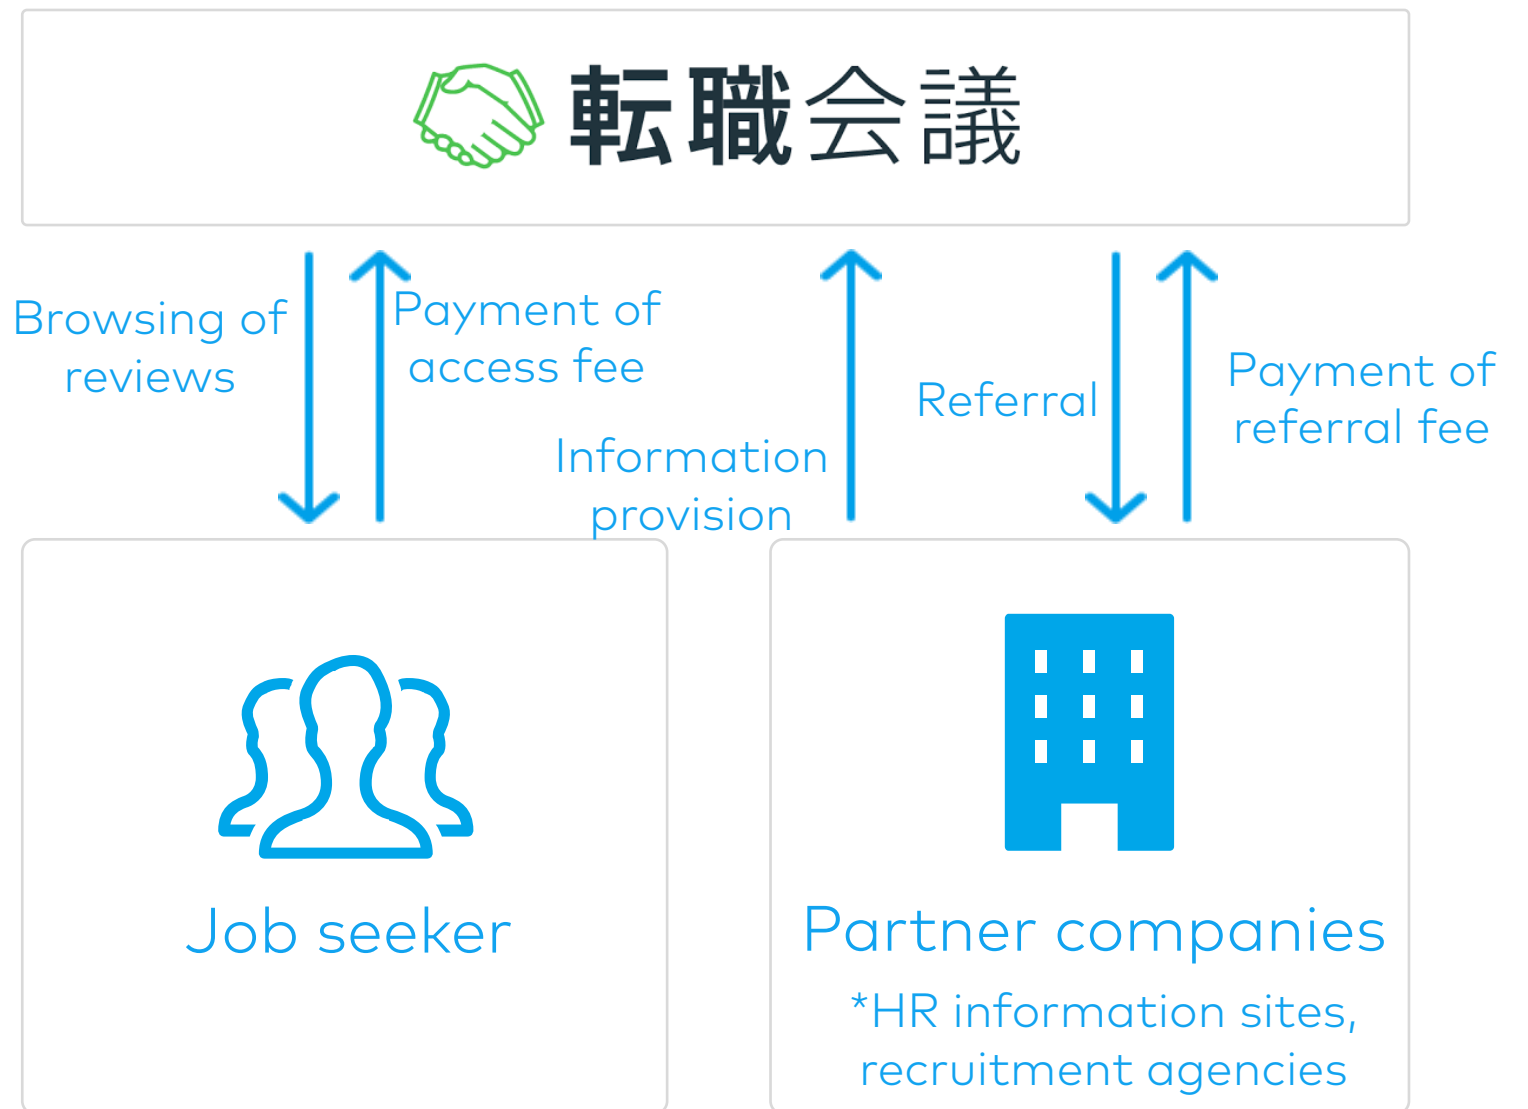 転職会議
Browsing of
reviews
Payment of
access fee
Information
provision
Referral
Payment of
referral fee
Job seeker
Partner companies
*HR information sites,
recruitment agencies